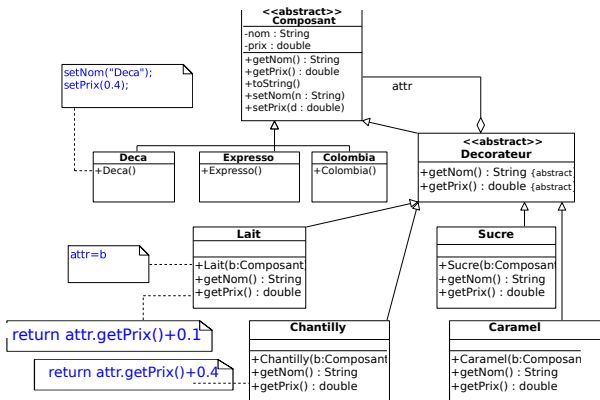 <<abstract>>
Composant
-nom : String
-prix : double
+getNom() : String
+getPrix() : double
+toString()
+setNom(n : String)
+setPrix(d : double)
setNom("Deca");
setPrix(0.4);
attr
<<abstract>>
Decorateur
+getNom() : String {abstract
+getPrix() : double {abstract
Deca
+Deca()
Expresso
+Expresso()
Colombia
+Colombia()
Lait
+Lait(b:Composant
+getNom() : String
+getPrix() : double
attr=b
Sucre
+Sucre(b:Composant
+getNom() : String
+getPrix() : double
return attr.getPrix()+0.1
return attr.getPrix()+0.4
Chantilly
+Chantilly(b:Composant
+getNom() : String
+getPrix() : double
Caramel
+Caramel(b:Composan
+getNom() : String
+getPrix() : double